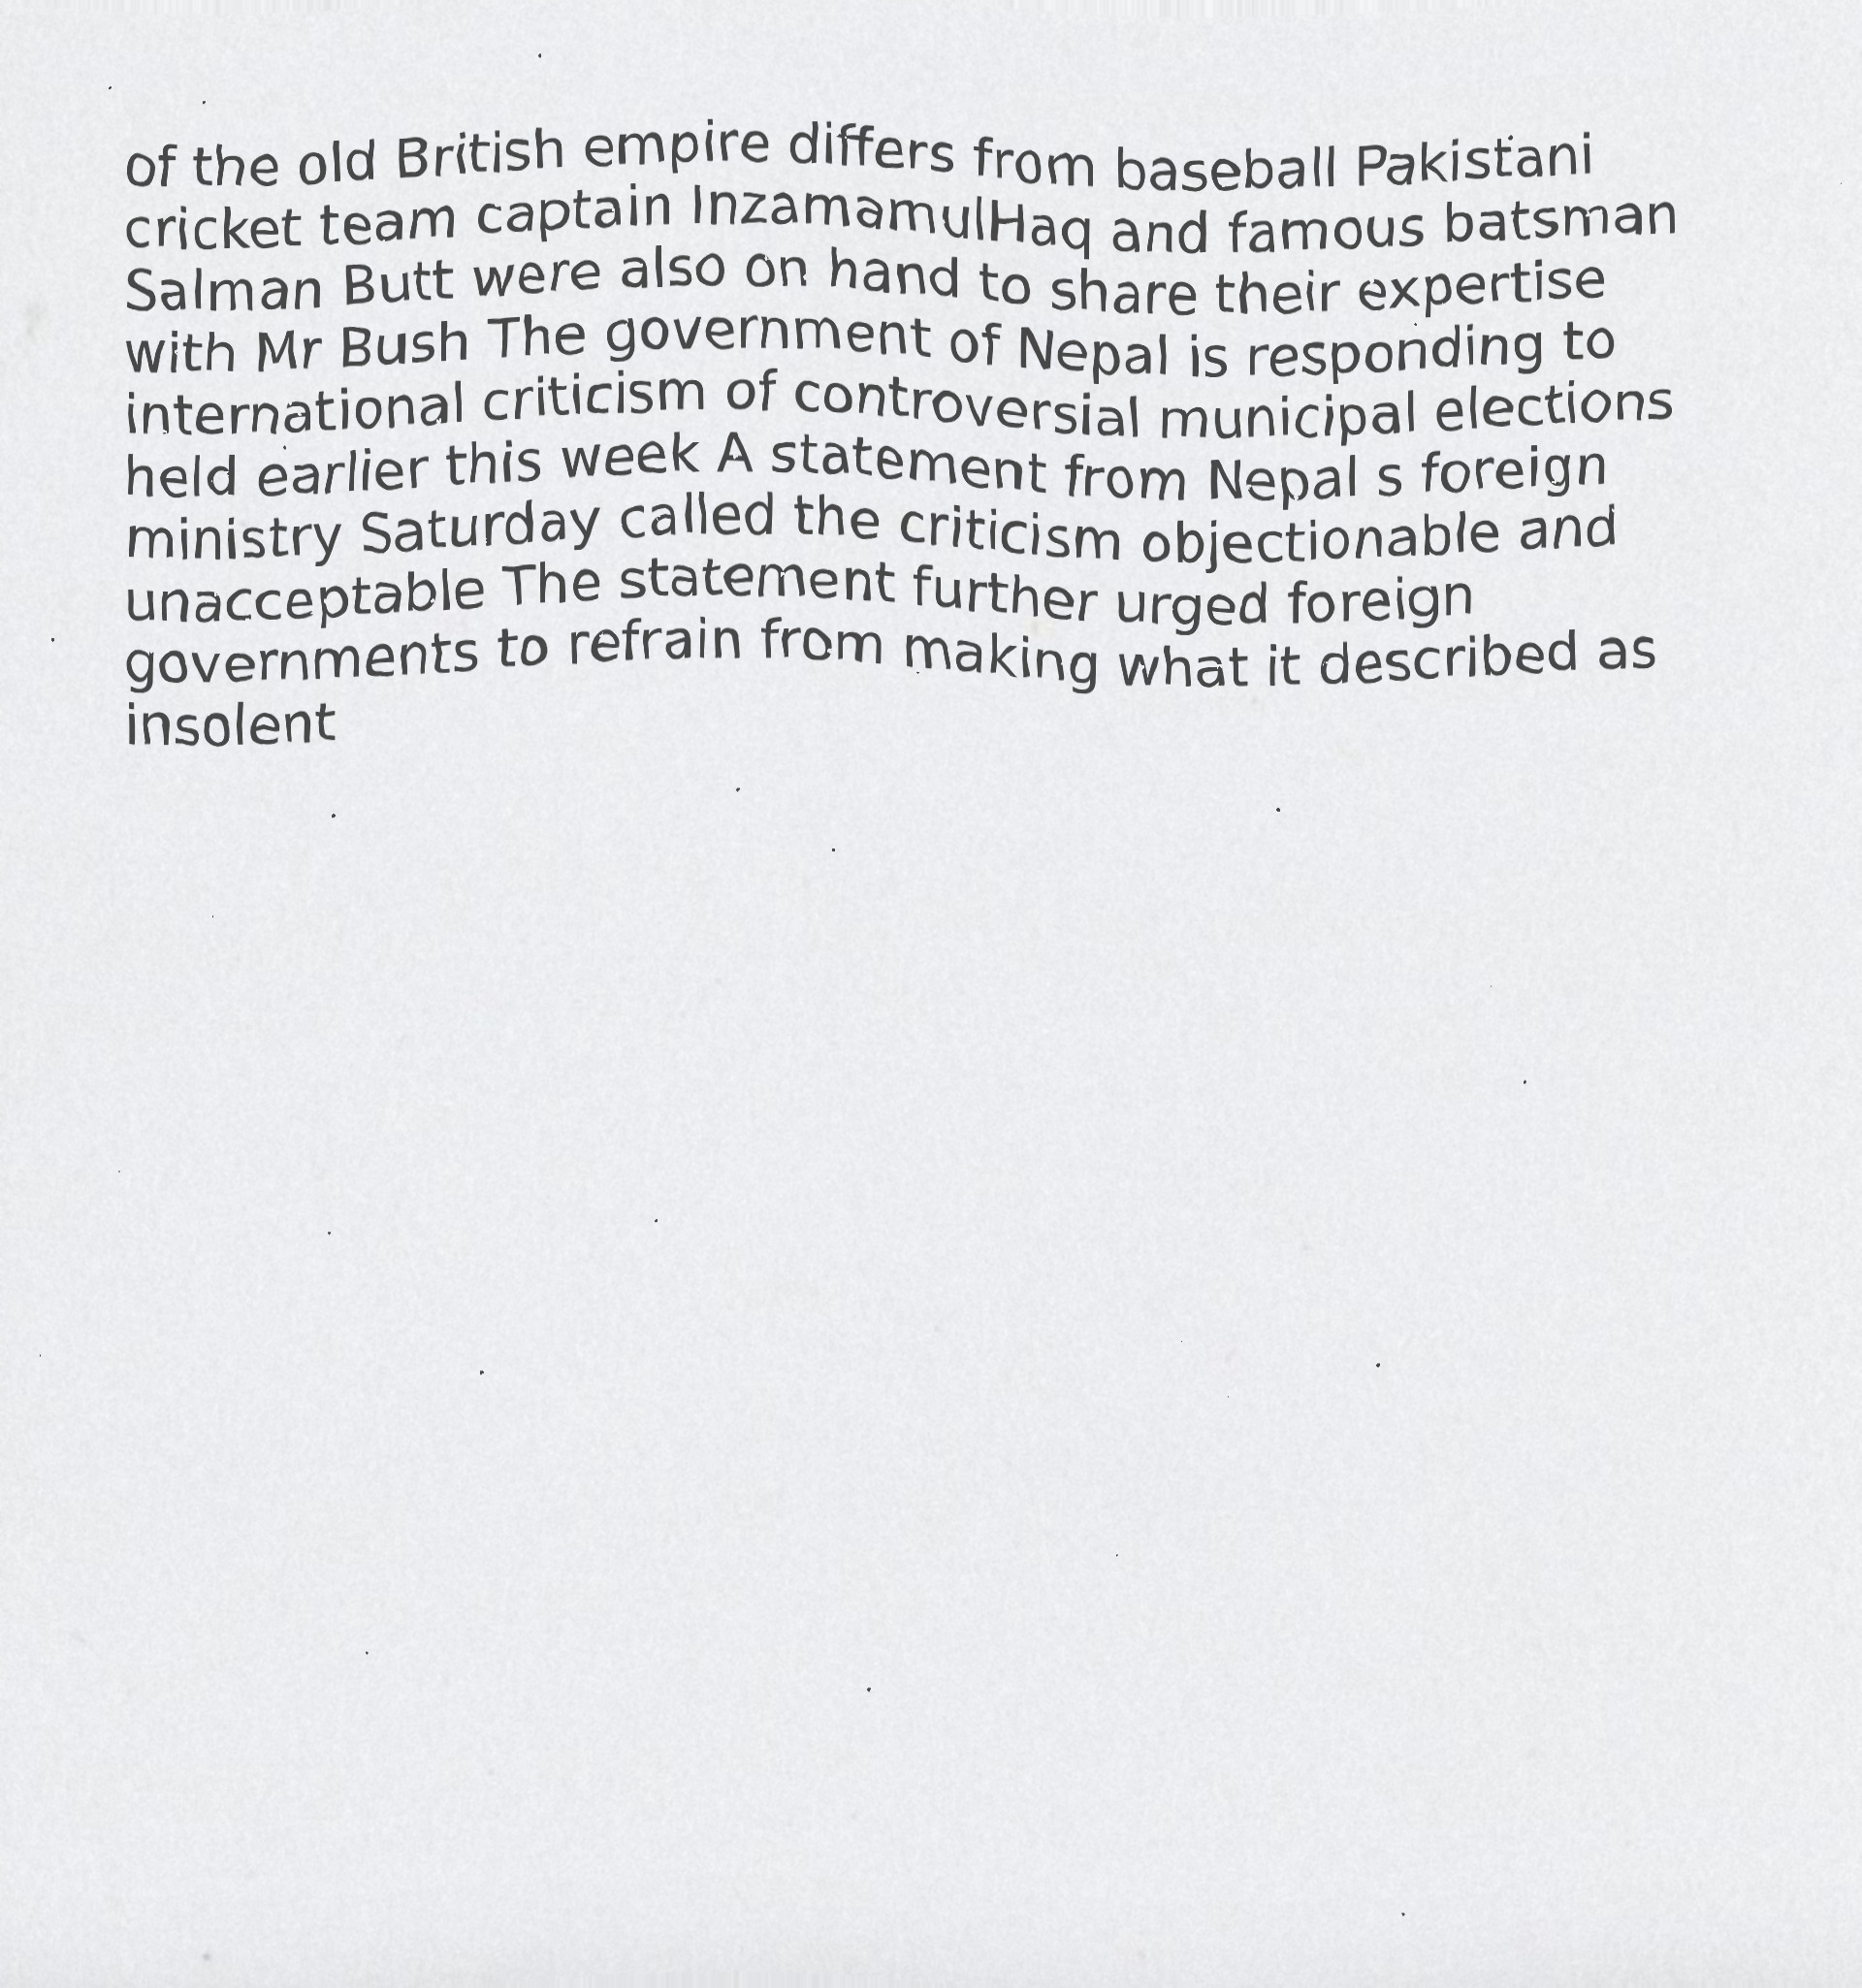 of the old British empire differs from baseball Pakistani
cricket team captain InzamamulHaq and famous batsman
Salman Butt were also on hand to share their expertise
with Mr Bush The government of Nepal is responding to
international criticism of controversial municipal elections
held earlier this week A statement from Nepal s foreign
ministry Saturday called the criticism objectionable and
unacceptable The statement further urged foreign
governments to refrain from making what it described as
insolent